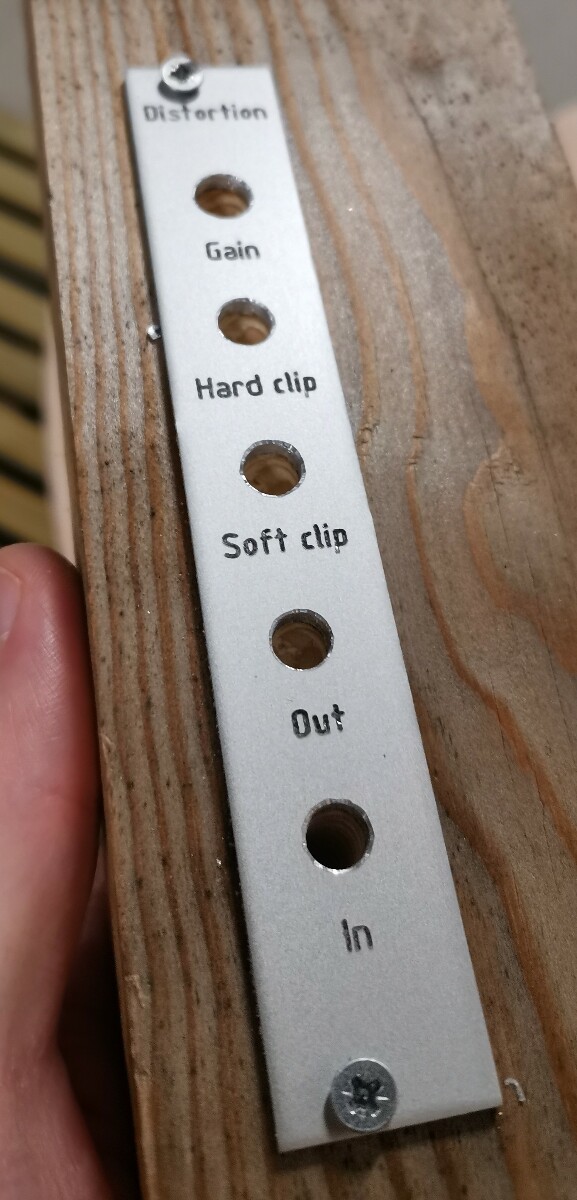 Distortion
Gain
Hard clip
Soft clip
Out
In